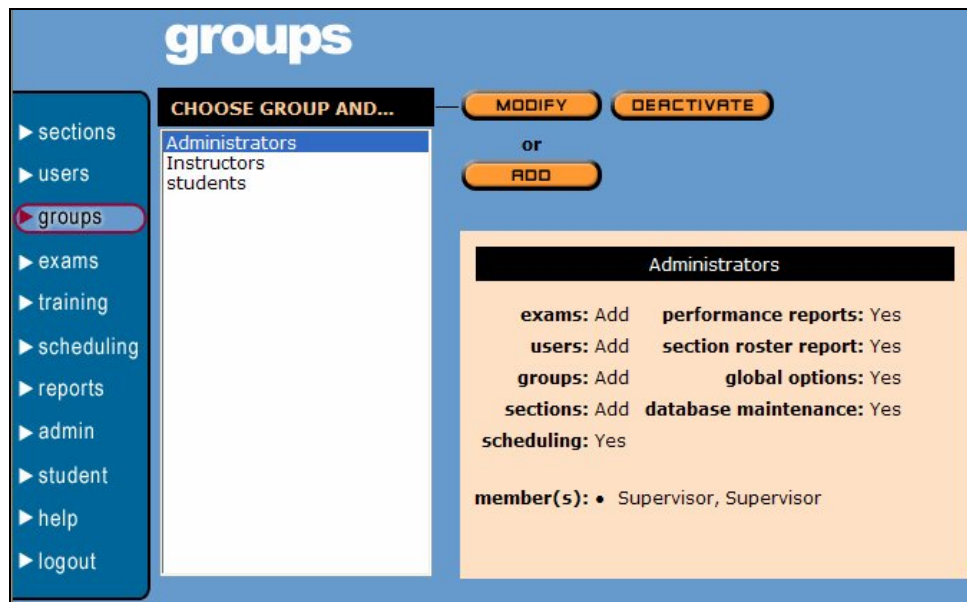 groups
sections
users
groups
exams
training
scheduling
reports
admin
student
help
logout
CHOOSE GROUP AND...
Administrators
Instructors
students
MODIFY
DEACTIVATE
or
ADD
Administrators
exams: Add performance reports: Yes
users: Add section roster report: Yes
groups: Add global options: Yes
sections: Add database maintenance: Yes
scheduling: Yes
member(s): • Supervisor, Supervisor